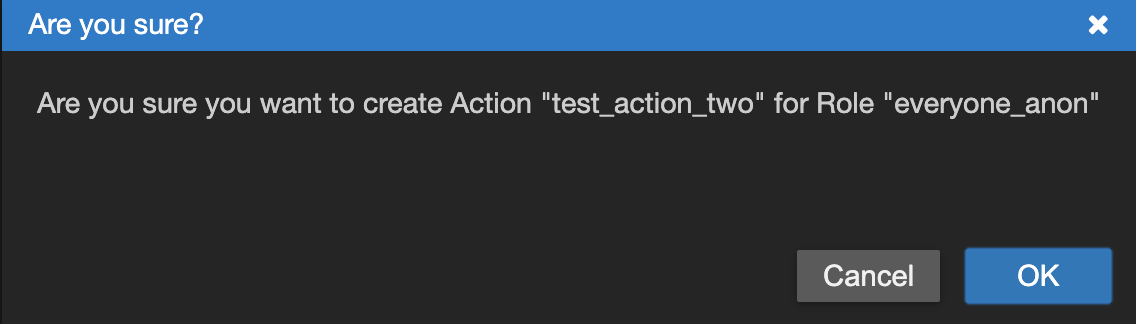 Are you sure?
Are you sure you want to create Action "test_action_two" for Role "everyone_anon"
Cancel
OK